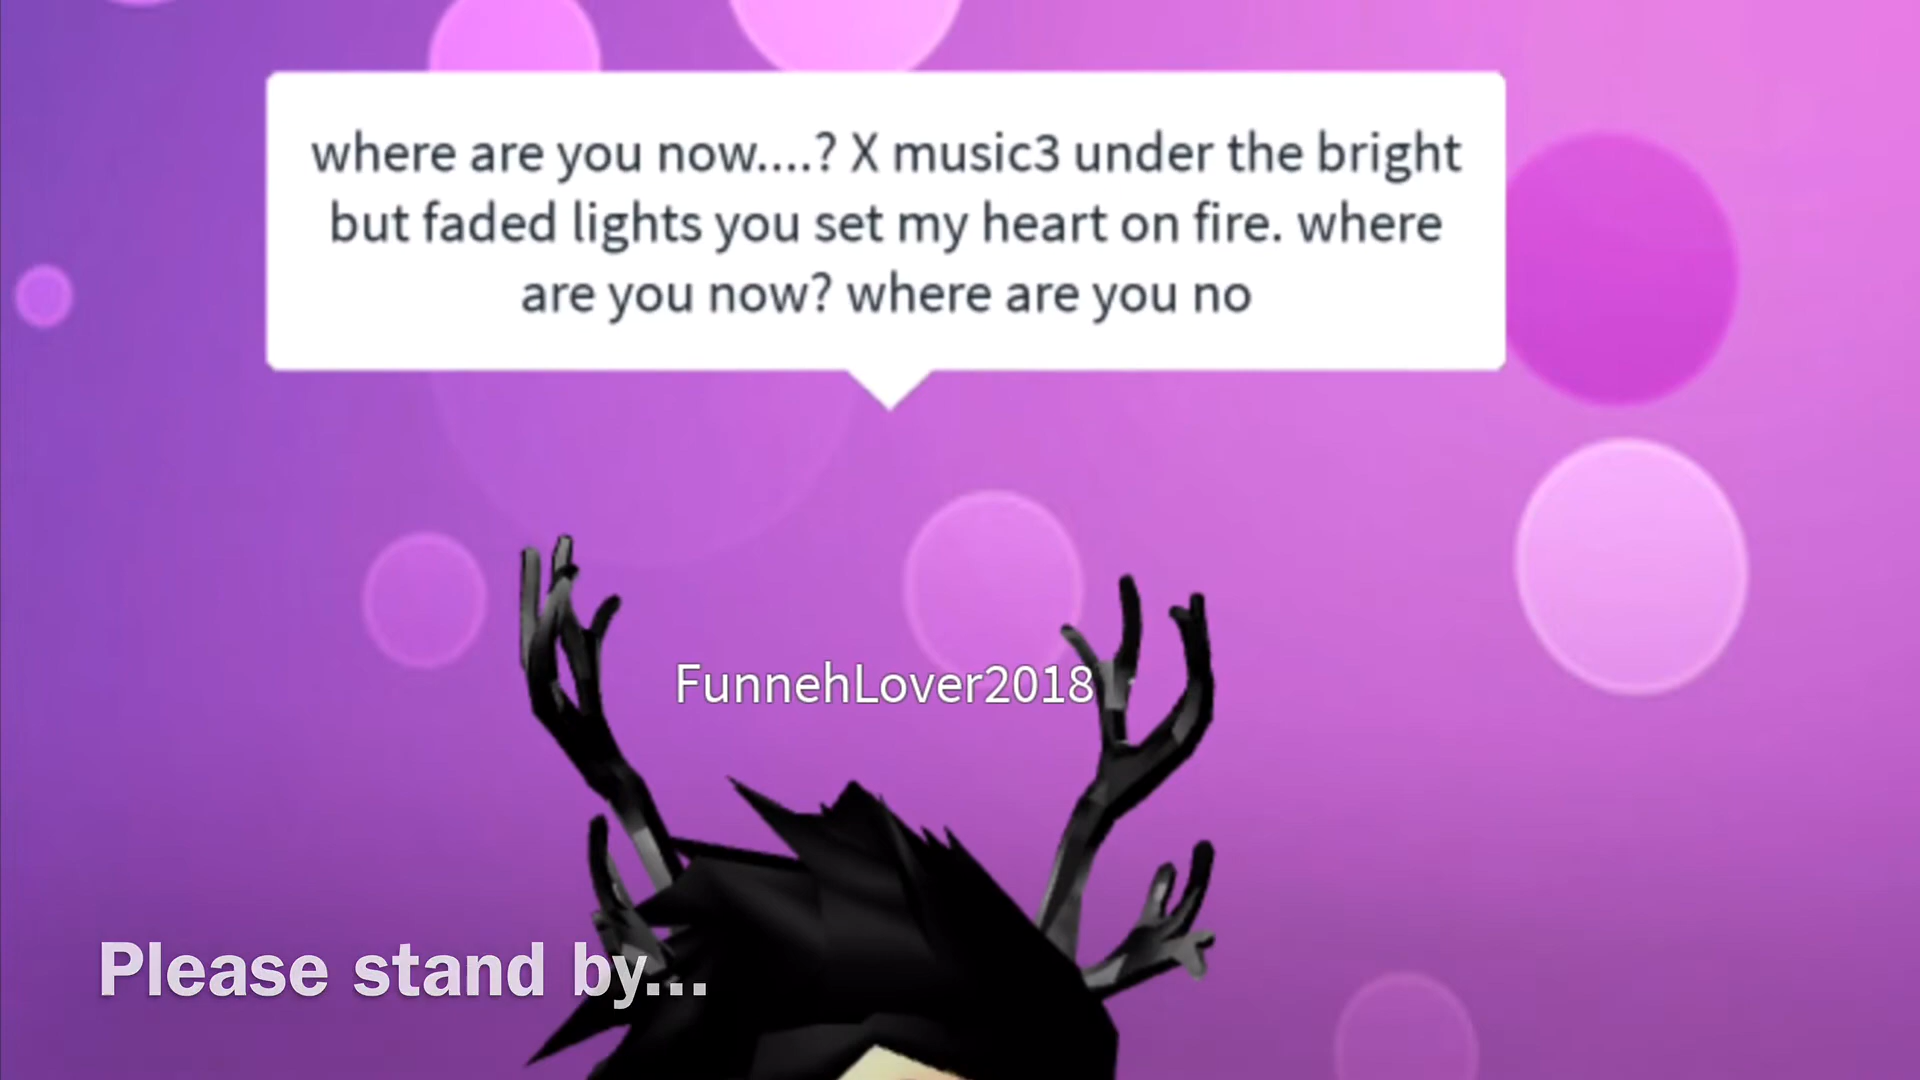 where are you now....? X music3 under the bright
but faded lights you set my heart on fire. where
are you now? where are you no
FunnehLover2018
Please stand by...